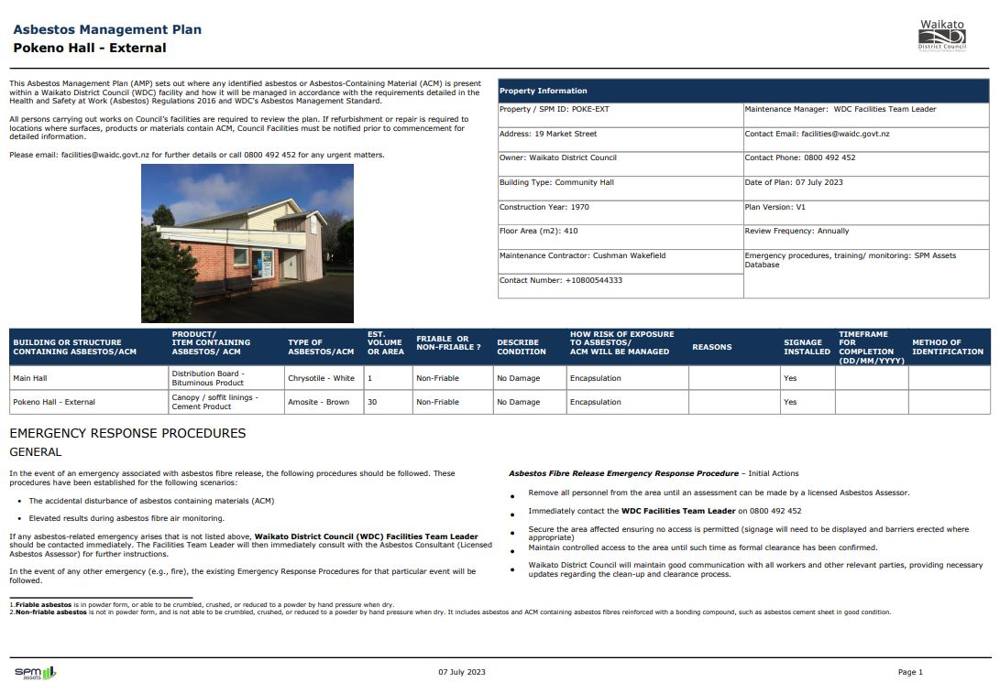 Asbestos Management Plan
Pokeno Hall - External
Waikato
District Council
This Asbestos Management Plan (AMP) sets out where any identified asbestos or Asbestos-Containing Material (ACM) is present
within a Waikato District Council (WDC) facility and how it will be managed in accordance with the requirements detailed in the
Health and Safety at Work (Asbestos) Regulations 2016 and WDC's Asbestos Management Standard.
All persons carrying out works on Council's facilities are required to review the plan. If refurbishment or repair is required to
locations where surfaces, products or materials contain ACM, Council Facilities must be notified prior to commencement for
detailed information.
Please email: facilities@waidc.govt.nz for further details or call 0800 492 452 for any urgent matters.
Property Information
Property / SPM ID: POKE-EXT
Maintenance Manager: WDC Facilities Team Leader
Address: 19 Market Street
Contact Email: facilities@waidc.govt.nz
Owner: Waikato District Council
Contact Phone: 0800 492 452
Building Type: Community Hall
Date of Plan: 07 July 2023
Construction Year: 1970
Plan Version: V1
Floor Area (m2): 410
Review Frequency: Annually
Maintenance Contractor: Cushman Wakefield
Emergency procedures, training/ monitoring: SPM Assets
Database
Contact Number: +10800544333
BUILDING OR STRUCTURE
CONTAINING ASBESTOS/ACM
PRODUCT/
ITEM CONTAINING
ASBESTOS/ ACM
TYPE OF
ASBESTOS/ACM
EST.
VOLUME
OR AREA
FRIABLE OR
NON-FRIABLE ?
DESCRIBE
CONDITION
HOW RISK OF EXPOSURE
TO ASBESTOS/
ACM WILL BE MANAGED
REASONS
SIGNAGE
INSTALLED
TIMEFRAME
FOR
COMPLETION
(DD/MM/YYYY)
METHOD OF
IDENTIFICATION
Main Hall
Distribution Board -
Bituminous Product
Chrysotile - White
1
Non-Friable
No Damage
Encapsulation
Yes
Pokeno Hall - External
Canopy / soffit linings -
Cement Product
Amosite - Brown
30
Non-Friable
No Damage
Encapsulation
Yes
EMERGENCY RESPONSE PROCEDURES
GENERAL
In the event of an emergency associated with asbestos fibre release, the following procedures should be followed. These
procedures have been established for the following scenarios:
• The accidental disturbance of asbestos containing materials (ACM)
• Elevated results during asbestos fibre air monitoring.
If any asbestos-related emergency arises that is not listed above, Waikato District Council (WDC) Facilities Team Leader
should be contacted immediately. The Facilities Team Leader will then immediately consult with the Asbestos Consultant (Licensed
Asbestos Assessor) for further instructions.
In the event of any other emergency (e.g., fire), the existing Emergency Response Procedures for that particular event will be
followed.
Asbestos Fibre Release Emergency Response Procedure – Initial Actions
• Remove all personnel from the area until an assessment can be made by a licensed Asbestos Assessor.
• Immediately contact the WDC Facilities Team Leader on 0800 492 452
• Secure the area affected ensuring no access is permitted (signage will need to be displayed and barriers erected where
appropriate)
• Maintain controlled access to the area until such time as formal clearance has been confirmed.
• Waikato District Council will maintain good communication with all workers and other relevant parties, providing necessary
updates regarding the clean-up and clearance process.
1.Friable asbestos is in powder form, or able to be crumbled, crushed, or reduced to a powder by hand pressure when dry.
2.Non-friable asbestos is not in powder form, and is not able to be crumbled, crushed, or reduced to a powder by hand pressure when dry. It includes asbestos and ACM containing asbestos fibres reinforced with a bonding compound, such as asbestos cement sheet in good condition.
spm
assets
07 July 2023
Page 1